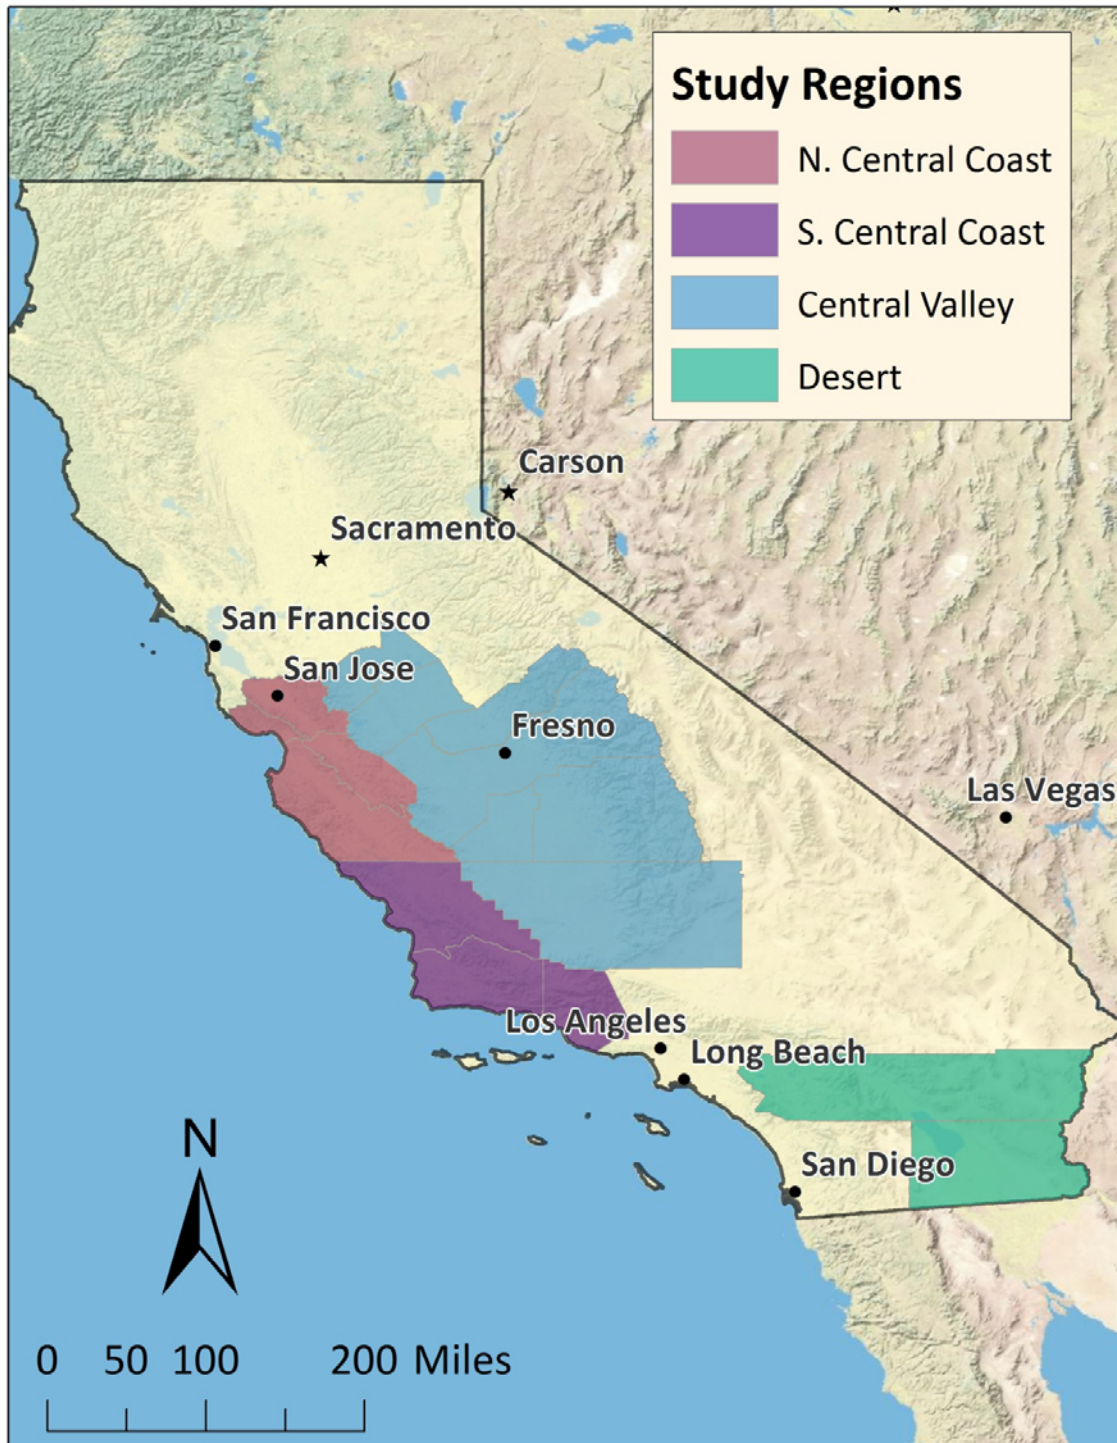 Study Regions
N. Central Coast
S. Central Coast
Central Valley
Desert
Carson
Sacramento
San Francisco
San Jose
Fresno
Las Vegas
Los Angeles
Long Beach
San Diego
N
0 50 100 200 Miles